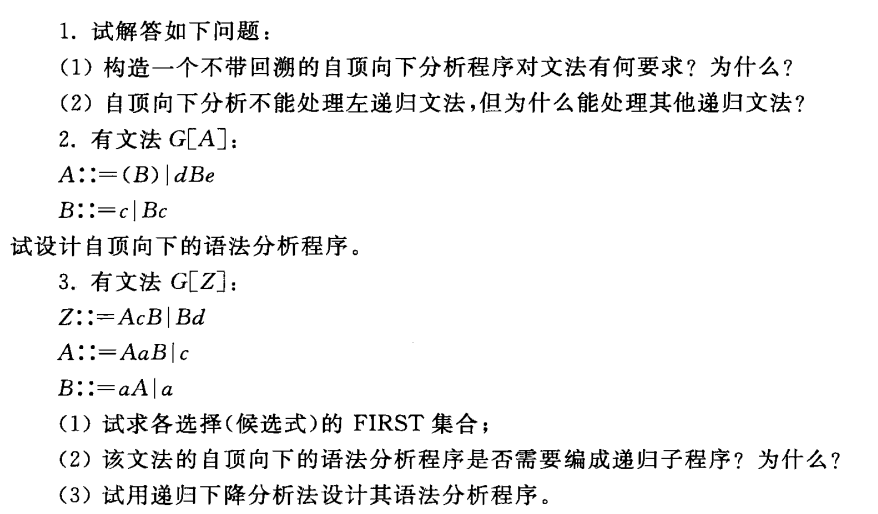 1. 试解答如下问题：
（1）构造一个不带回溯的自顶向下分析程序对文法有何要求？为什么？
（2）自顶向下分析不能处理左递归文法，但为什么能处理其他递归文法？
2. 有文法 G[A]：
A∷=(B)|dBe
B∷=c|Bc
试设计自顶向下的语法分析程序。
3. 有文法 G[Z]：
Z∷=AcB|Bd
A∷=AaB|c
B∷=aA|a
（1）试求各选择(候选式)的 FIRST 集合；
（2）该文法的自顶向下的语法分析程序是否需要编成递归子程序？为什么？
（3）试用递归下降分析法设计其语法分析程序。